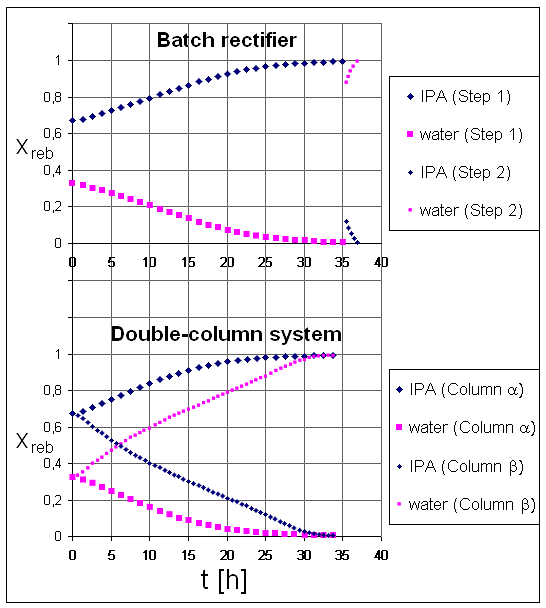 Batch rectifier
1
0,8
0,6
0,4
0,2
0
Xreb
0 5 10 15 20 25 30 35 40
IPA (Step 1)
water (Step 1)
IPA (Step 2)
water (Step 2)
Double-column system
1
0,8
0,6
0,4
0,2
0
Xreb
0 5 10 15 20 25 30 35 40
t [h]
IPA (Column α)
water (Column α)
IPA (Column β)
water (Column β)